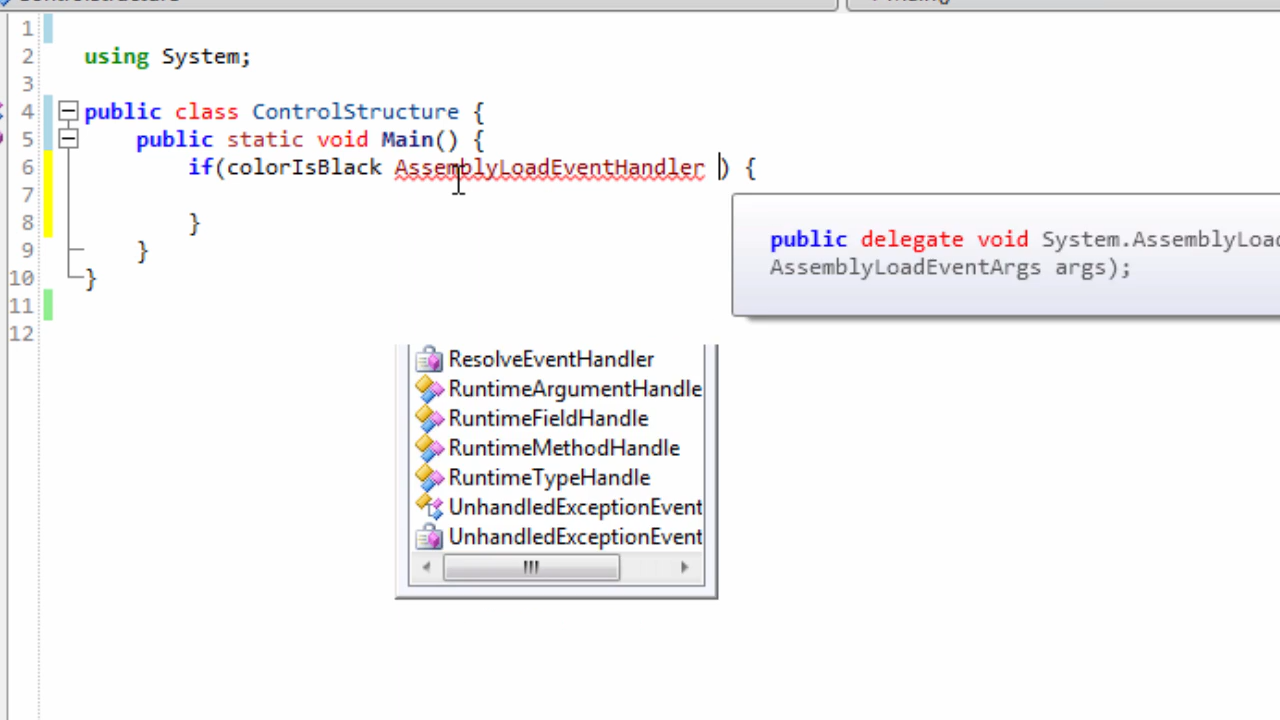 1
2 using System;
3
4 public class ControlStructure {
5 public static void Main() {
6 if(colorIsBlack AssemblyLoadEventHandler ) {
7
8 }
9 }
10 }
11
12
public delegate void System.AssemblyLoad
AssemblyLoadEventArgs args);
ResolveEventHandler
RuntimeArgumentHandle
RuntimeFieldHandle
RuntimeMethodHandle
RuntimeTypeHandle
UnhandledExceptionEvent
UnhandledExceptionEvent